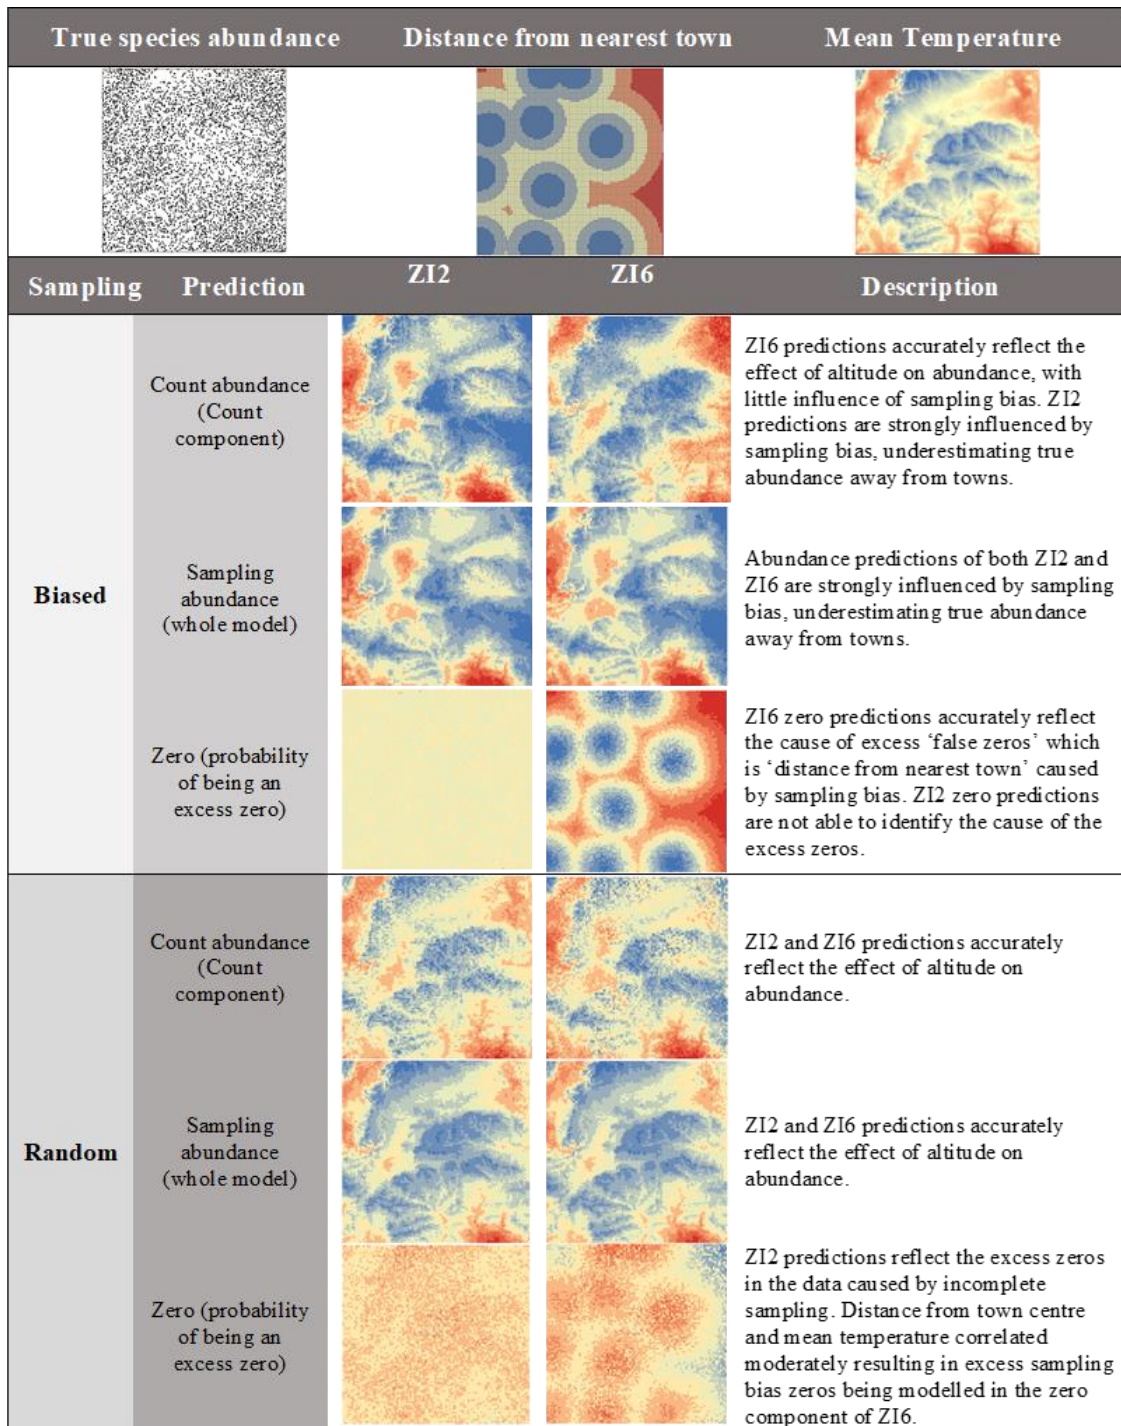 True species abundance
Distance from nearest town
Mean Temperature
Sampling
Prediction
ZI2
ZI6
Description
Biased
Count abundance
(Count
component)
ZI6 predictions accurately reflect the
effect of altitude on abundance, with
little influence of sampling bias. ZI2
predictions are strongly influenced by
sampling bias, underestimating true
abundance away from towns.
Sampling
abundance
(whole model)
Abundance predictions of both ZI2 and
ZI6 are strongly influenced by sampling
bias, underestimating true abundance
away from towns.
Zero (probability
of being an
excess zero)
ZI6 zero predictions accurately reflect
the cause of excess ‘false zeros’ which
is ‘distance from nearest town’ caused
by sampling bias. ZI2 zero predictions
are not able to identify the cause of the
excess zeros.
Random
Count abundance
(Count
component)
ZI2 and ZI6 predictions accurately
reflect the effect of altitude on
abundance.
Sampling
abundance
(whole model)
ZI2 and ZI6 predictions accurately
reflect the effect of altitude on
abundance.
Zero (probability
of being an
excess zero)
ZI2 predictions reflect the excess zeros
in the data caused by incomplete
sampling. Distance from town centre
and mean temperature correlated
moderately resulting in excess sampling
bias zeros being modelled in the zero
component of ZI6.